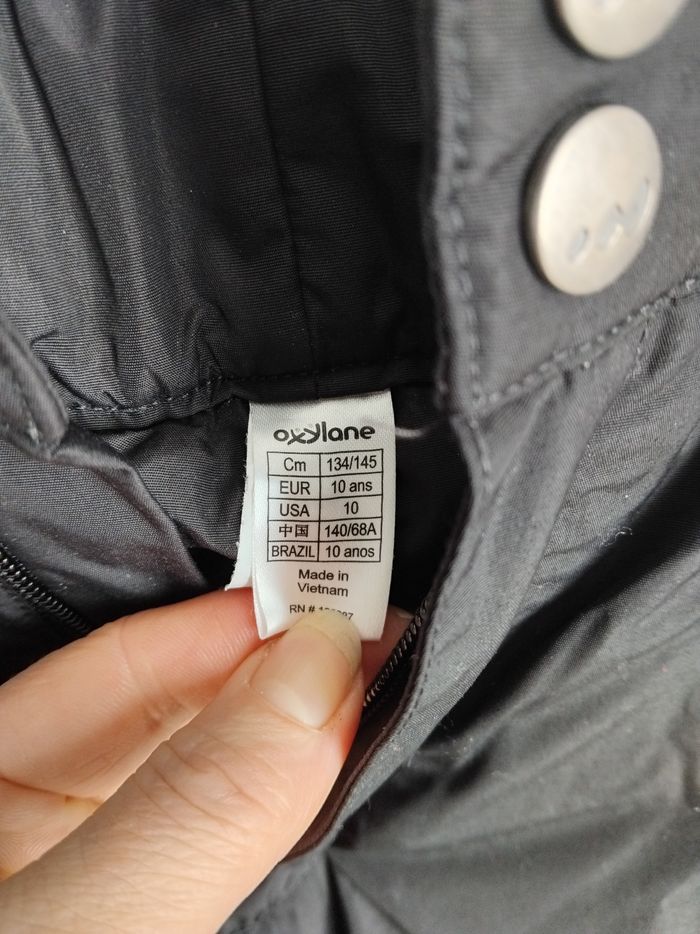 oxylane
Cm 134/145
EUR 10 ans
USA 10
中国 140/68A
BRAZIL 10 anos
Made in
Vietnam
RN #